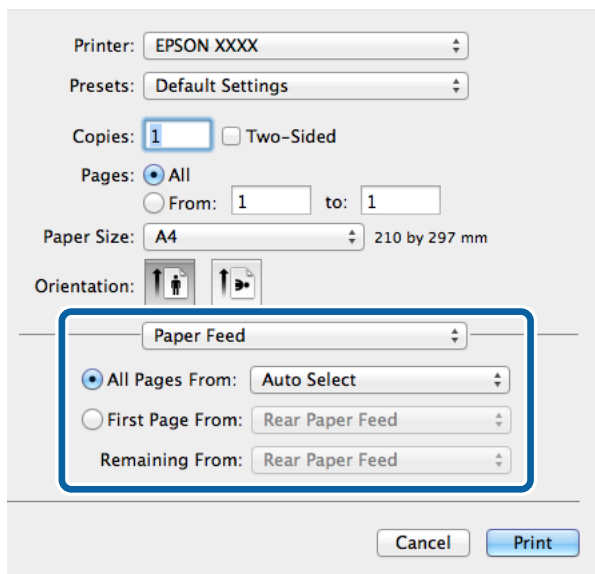 Printer: EPSON XXXX
Presets: Default Settings
Copies: 1 Two-Sided
Pages: All
From: 1 to: 1
Paper Size: A4 210 by 297 mm
Orientation:
Paper Feed
All Pages From: Auto Select
First Page From: Rear Paper Feed
Remaining From: Rear Paper Feed
Cancel Print